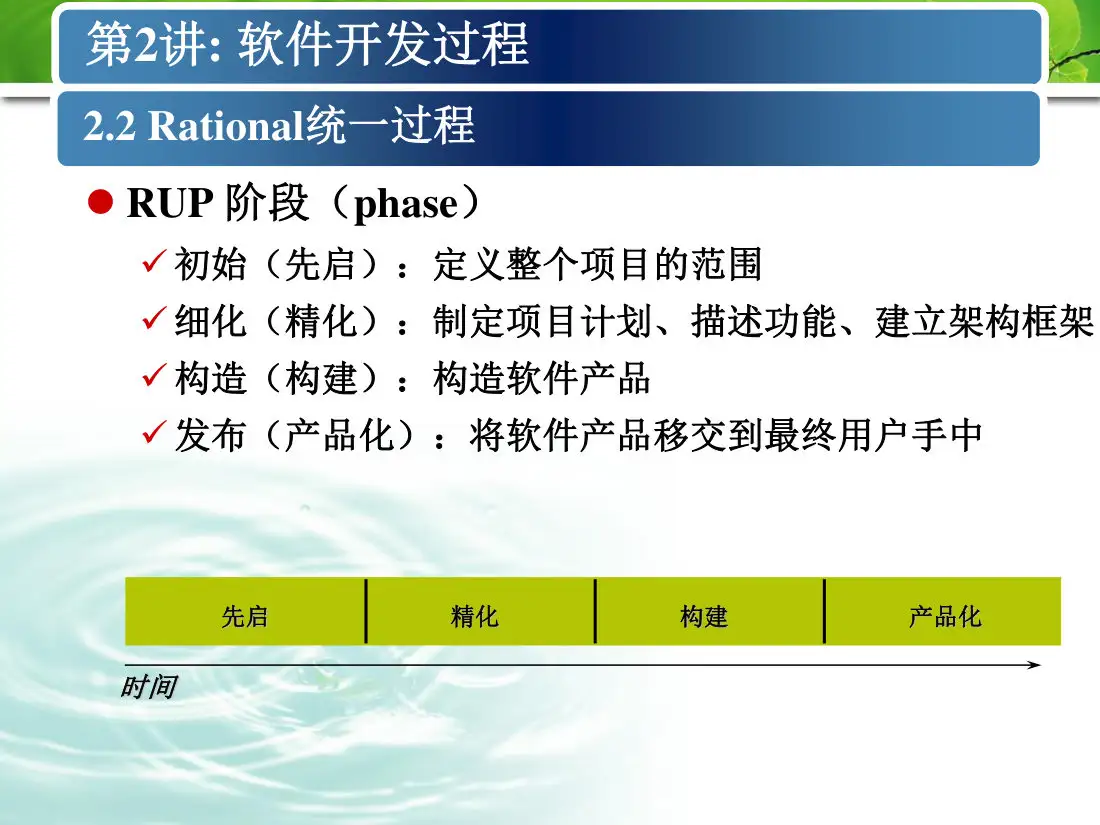 第2讲: 软件开发过程
2.2 Rational统一过程
RUP 阶段（phase）
初始（先启）：定义整个项目的范围
细化（精化）：制定项目计划、描述功能、建立架构框架
构造（构建）：构造软件产品
发布（产品化）：将软件产品移交到最终用户手中
先启 精化 构建 产品化
时间